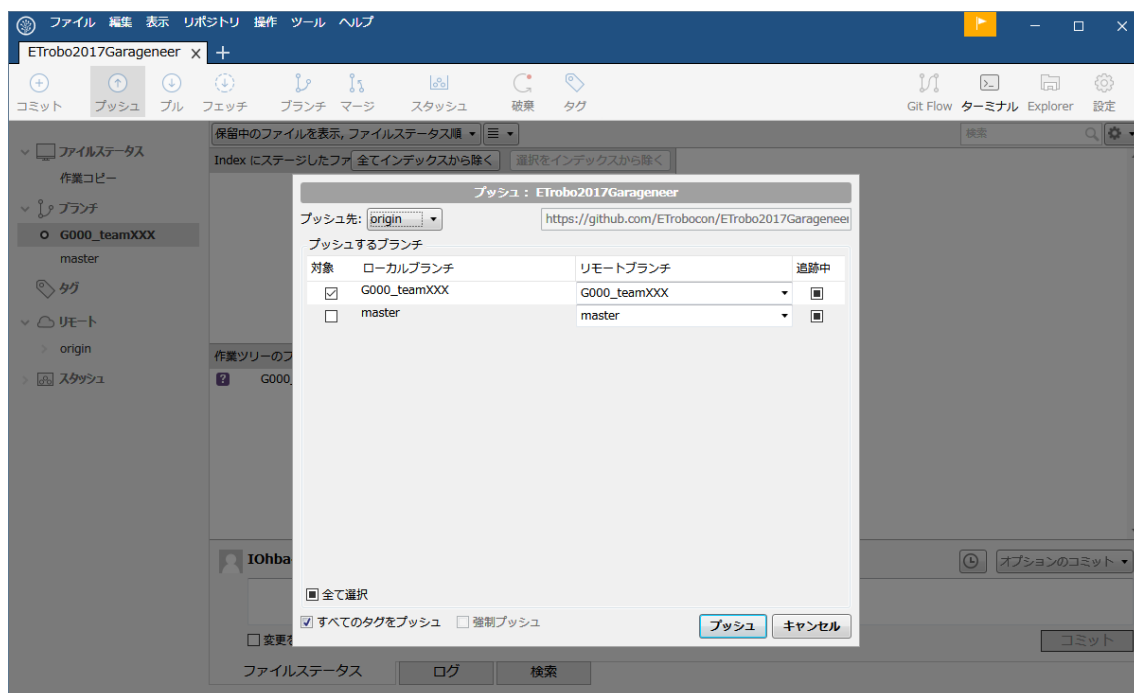 ファイル 編集 表示 リポジトリ 操作 ツール ヘルプ
ETrobo2017Garageneer
コミット プッシュ プル フェッチ ブランチ マージ スタッシュ 破棄 タグ Git Flow ターミナル Explorer 設定
保留中のファイルを表示, ファイルステータス順 検索
ファイルステータス
Index にステージしたファ 全てインデックスから除く 選択をインデックスから除く
作業コピー
プッシュ : ETrobo2017Garageneer
ブランチ
プッシュ先: origin https://github.com/ETrobocon/ETrobo2017Garageneer
G000_teamXXX
プッシュするブランチ
master
対象 ローカルブランチ リモートブランチ 追跡中
タグ
G000_teamXXX G000_teamXXX
master master
リモート
origin
作業ツリーのフ
スタッシュ
G000_
IOhba
オプションのコミット
全て選択
すべてのタグをプッシュ 強制プッシュ プッシュ キャンセル
変更を
コミット
ファイルステータス ログ 検索